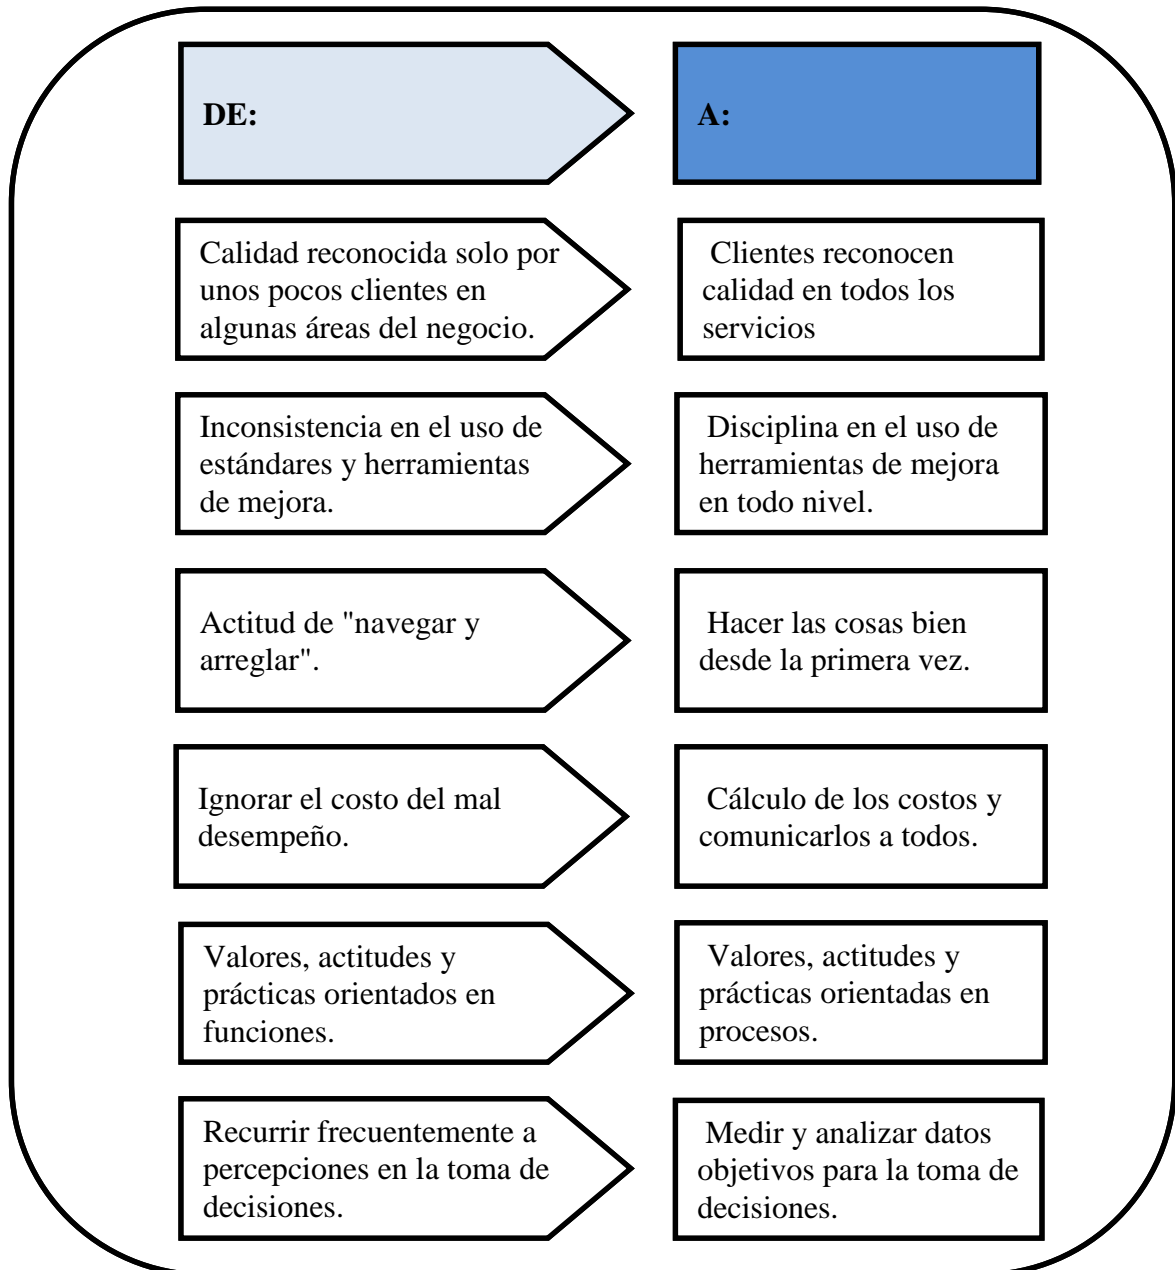 DE:
A:
Calidad reconocida solo por
unos pocos clientes en
algunas áreas del negocio.
Clientes reconocen
calidad en todos los
servicios
Inconsistencia en el uso de
estándares y herramientas
de mejora.
Disciplina en el uso de
herramientas de mejora
en todo nivel.
Actitud de "navegar y
arreglar".
Hacer las cosas bien
desde la primera vez.
Ignorar el costo del mal
desempeño.
Cálculo de los costos y
comunicarlos a todos.
Valores, actitudes y
prácticas orientados en
funciones.
Valores, actitudes y
prácticas orientadas en
procesos.
Recurrir frecuentemente a
percepciones en la toma de
decisiones.
Medir y analizar datos
objetivos para la toma de
decisiones.